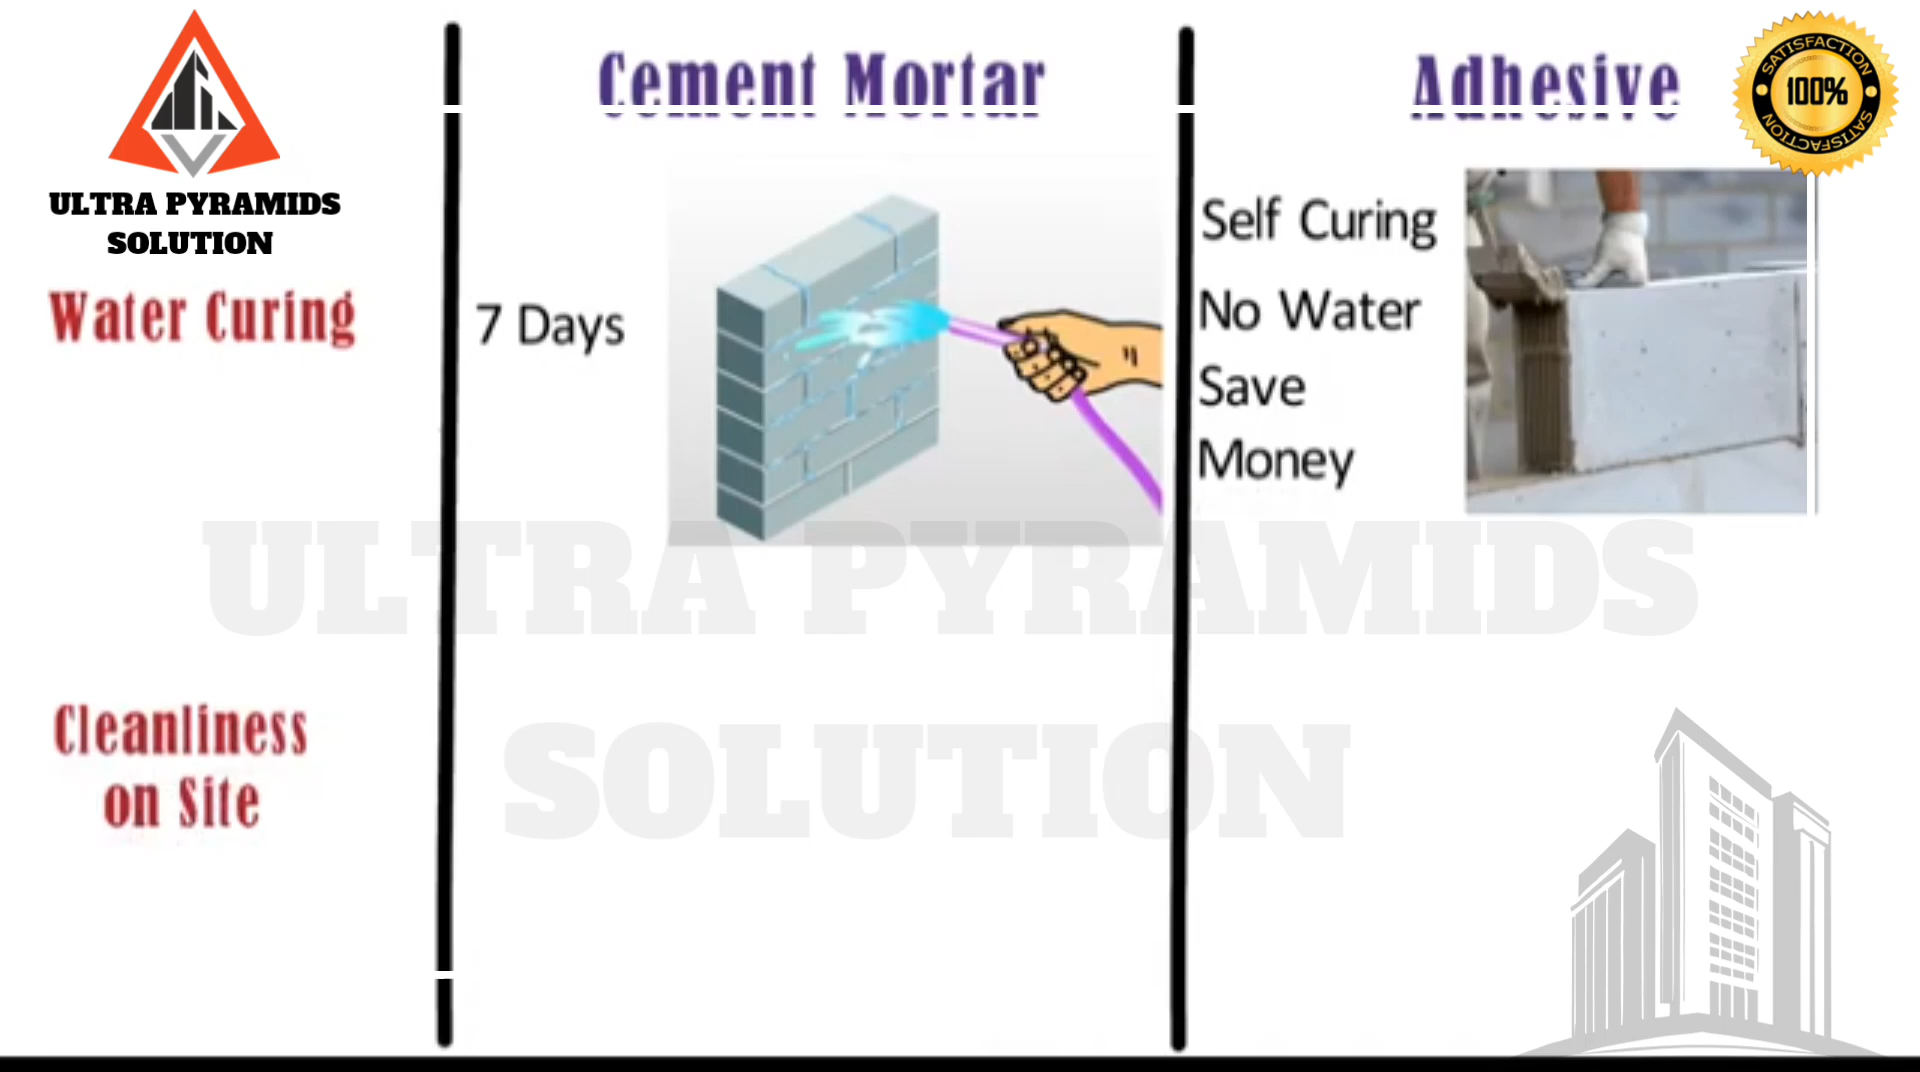 Cement Mortar
Adhesive
SATISFACTION
100%
SATISFACTION
ULTRA PYRAMIDS
SOLUTION
Water Curing
7 Days
Self Curing
No Water
Save
Money
ULTRA PYRAMIDS
SOLUTION
Cleanliness
on Site